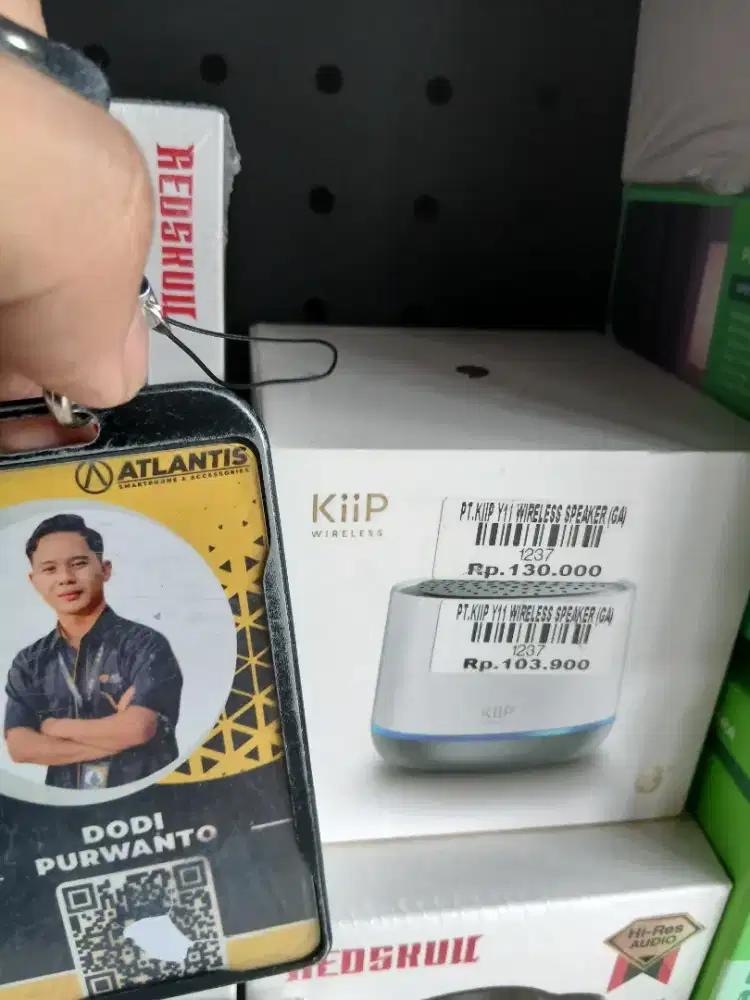 REDSKULL
ATLANTIS
SMARTPHONE & ACCESSORIES
DODI
PURWANTO
KiiP
WIRELESS
PT.KIIP Y11 WIRELESS SPEAKER (GA)
1237
Rp.130.000
PT.KIIP Y11 WIRELESS SPEAKER (GA)
1237
Rp.103.900
KiiP
REDSKULL
Hi-Res
AUDIO